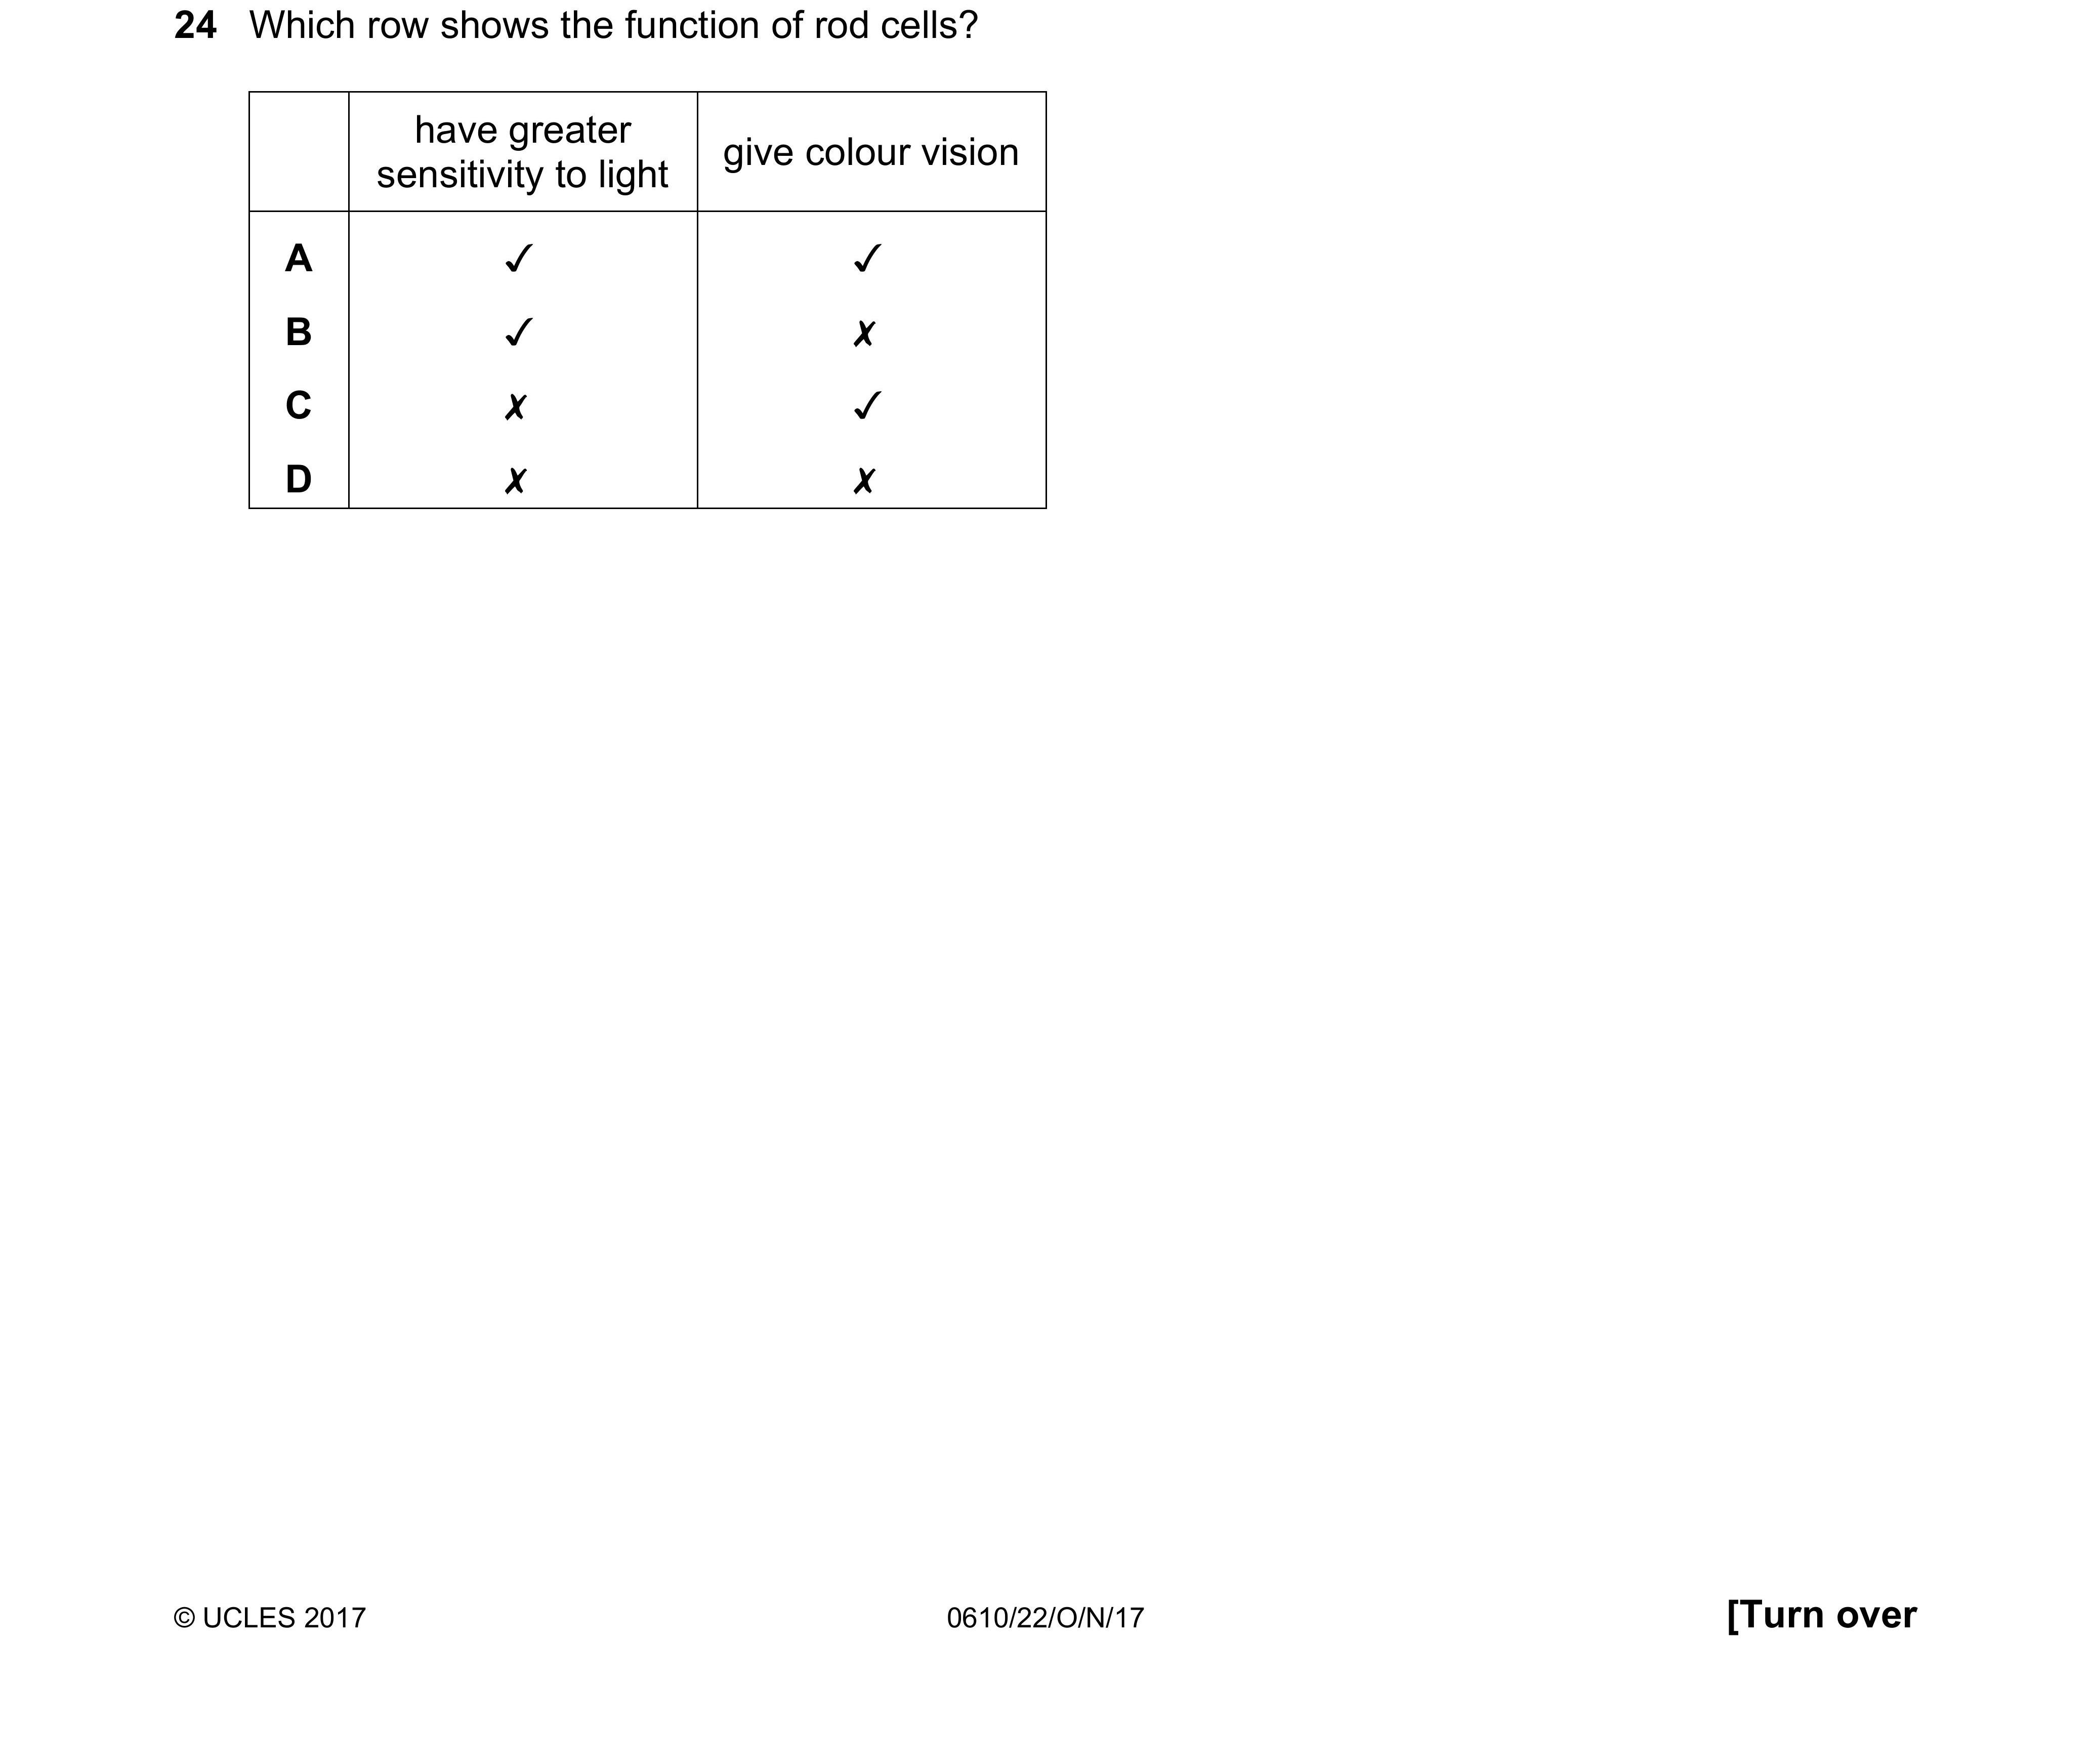 24 Which row shows the function of rod cells?
have greater
sensitivity to light
give colour vision
A ✓ ✓
B ✓ ✗
C ✗ ✓
D ✗ ✗
© UCLES 2017 0610/22/O/N/17 [Turn over